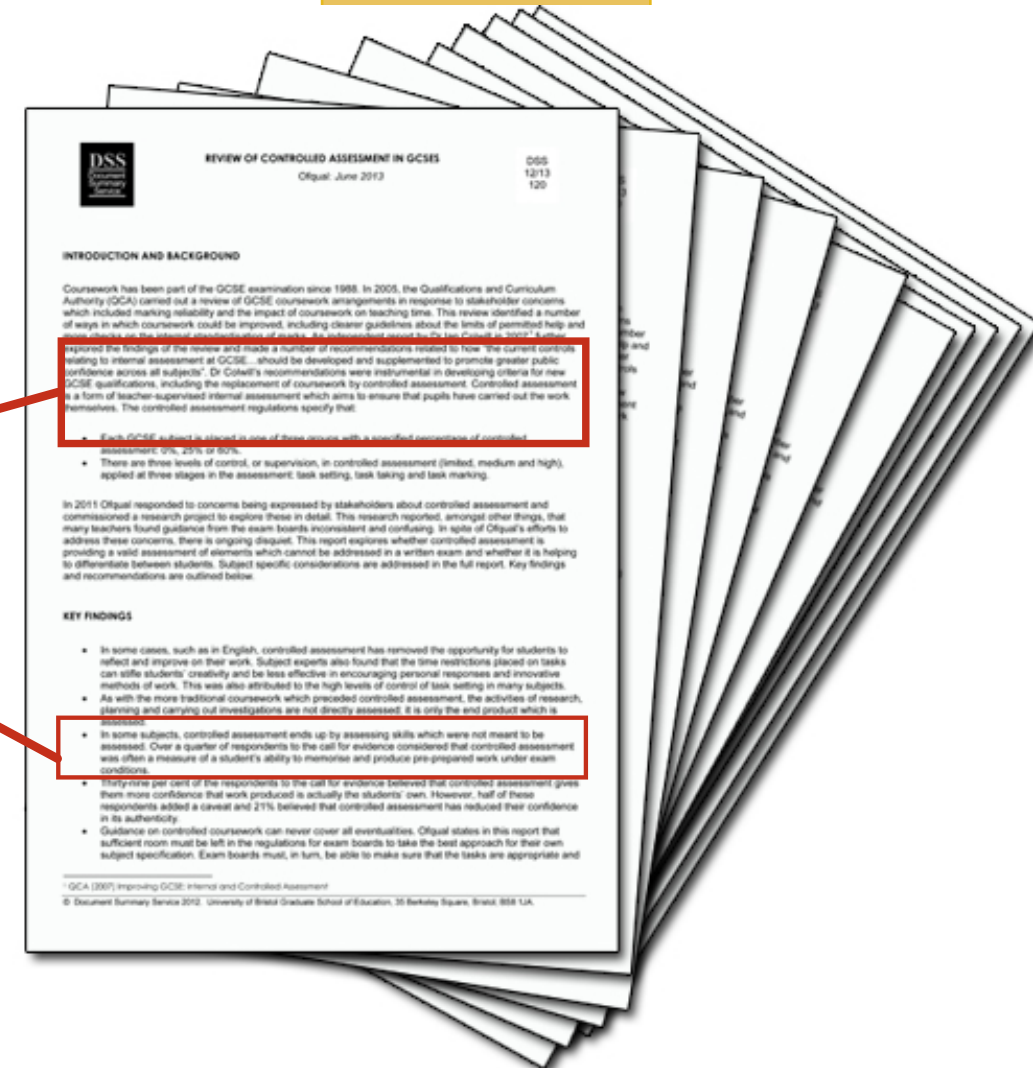 DSS
Document
Summary
Service
REVIEW OF CONTROLLED ASSESSMENT IN GCSES
Ofqual: June 2013
DSS
12/13
120
INTRODUCTION AND BACKGROUND
Coursework has been part of the GCSE examination since 1988. In 2005, the Qualifications and Curriculum
Authority (QCA) carried out a review of GCSE coursework arrangements in response to stakeholder concerns
which included marking reliability and the impact of coursework on teaching time. This review identified a number
of ways in which coursework could be improved, including clearer guidelines about the limits of permitted help and
more checks on the internal standardisation of marks. An independent report by Dr Ian Colwill in 2007¹ further
explored the findings of the review and made a number of recommendations related to how "the current controls
relating to internal assessment at GCSE…should be developed and supplemented to promote greater public
confidence across all subjects". Dr Colwill's recommendations were instrumental in developing criteria for new
GCSE qualifications, including the replacement of coursework by controlled assessment. Controlled assessment
is a form of teacher-supervised internal assessment which aims to ensure that pupils have carried out the work
themselves. The controlled assessment regulations specify that:
• Each GCSE subject is placed in one of three groups with a specified percentage of controlled
assessment: 0%, 25% or 60%.
• There are three levels of control, or supervision, in controlled assessment (limited, medium and high),
applied at three stages in the assessment: task setting, task taking and task marking.
In 2011 Ofqual responded to concerns being expressed by stakeholders about controlled assessment and
commissioned a research project to explore these in detail. This research reported, amongst other things, that
many teachers found guidance from the exam boards inconsistent and confusing. In spite of Ofqual's efforts to
address these concerns, there is ongoing disquiet. This report explores whether controlled assessment is
providing a valid assessment of elements which cannot be addressed in a written exam and whether it is helping
to differentiate between students. Subject specific considerations are addressed in the full report. Key findings
and recommendations are outlined below.
KEY FINDINGS
• In some cases, such as in English, controlled assessment has removed the opportunity for students to
reflect and improve on their work. Subject experts also found that the time restrictions placed on tasks
can stifle students' creativity and be less effective in encouraging personal responses and innovative
methods of work. This was also attributed to the high levels of control of task setting in many subjects.
• As with the more traditional coursework which preceded controlled assessment, the activities of research,
planning and carrying out investigations are not directly assessed; it is only the end product which is
assessed.
• In some subjects, controlled assessment ends up by assessing skills which were not meant to be
assessed. Over a quarter of respondents to the call for evidence considered that controlled assessment
was often a measure of a student's ability to memorise and produce pre-prepared work under exam
conditions.
• Thirty-nine per cent of the respondents to the call for evidence believed that controlled assessment gives
them more confidence that work produced is actually the students' own. However, half of these
respondents added a caveat and 21% believed that controlled assessment has reduced their confidence
in its authenticity.
• Guidance on controlled coursework can never cover all eventualities. Ofqual states in this report that
sufficient room must be left in the regulations for exam boards to take the best approach for their own
subject specification. Exam boards must, in turn, be able to make sure that the tasks are appropriate and
¹ QCA (2007) Improving GCSE: Internal and Controlled Assessment
© Document Summary Service 2012. University of Bristol Graduate School of Education, 35 Berkeley Square, Bristol, BS8 1JA.